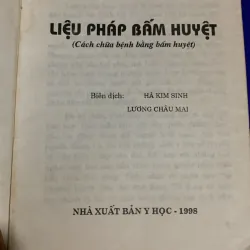 LIỆU PHÁP BẤM HUYỆT
(Cách chữa bệnh bằng bấm huyệt)
Biên dịch: HÀ KIM SINH
LƯƠNG CHÂU MAI
NHÀ XUẤT BẢN Y HỌC - 1998